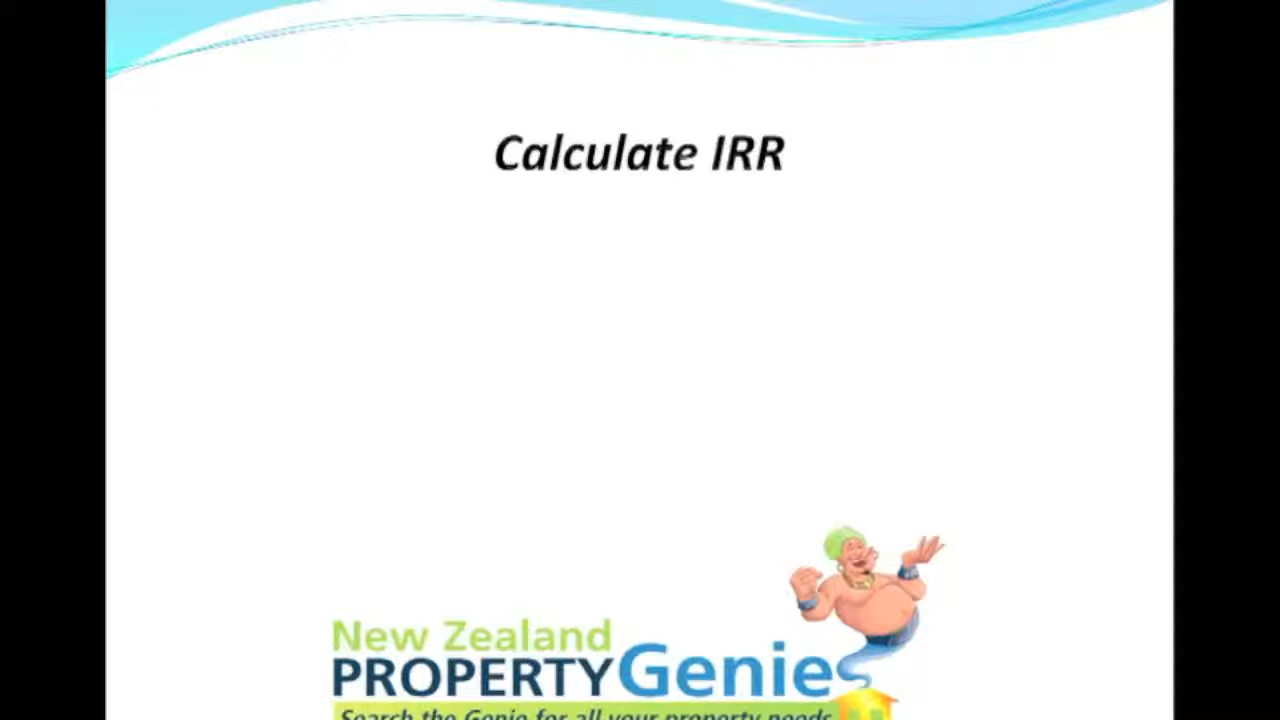 Calculate IRR
New Zealand
PROPERTYGenie
Search the Genie for all your property needs